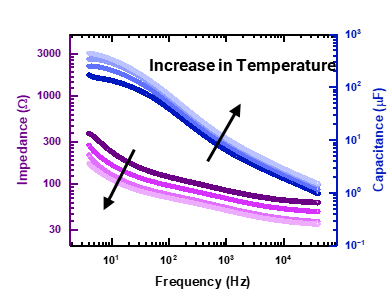 10³
3000
Increase in Temperature
10²
1000
Impedance (Ω)
10¹
300
Capacitance (μF)
10⁰
100
30
10⁻¹
10¹ 10² 10³ 10⁴
Frequency (Hz)